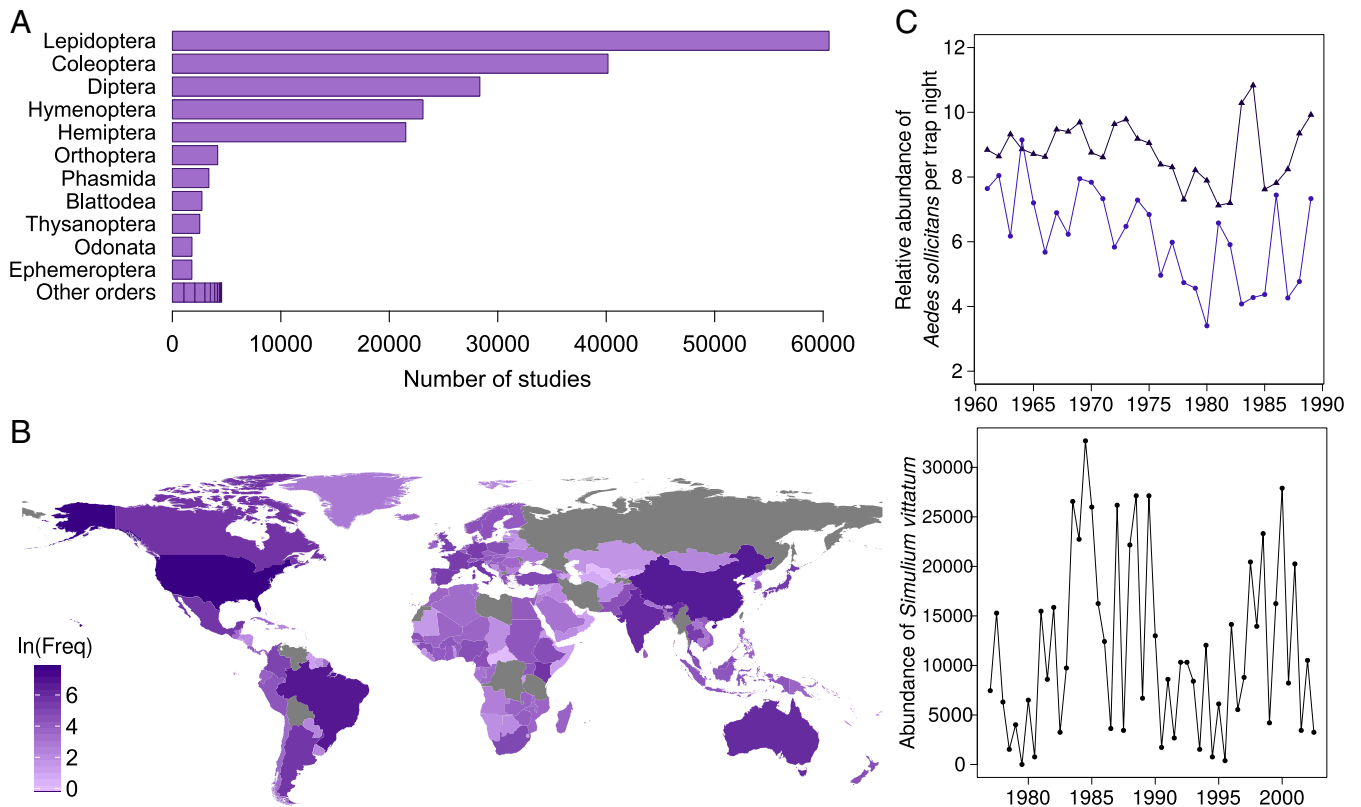 A
Lepidoptera
Coleoptera
Diptera
Hymenoptera
Hemiptera
Orthoptera
Phasmida
Blattodea
Thysanoptera
Odonata
Ephemeroptera
Other orders
0 10000 20000 30000 40000 50000 60000
Number of studies
B
ln(Freq)
6
4
2
0
C
Relative abundance of
Aedes sollicitans per trap night
12
10
8
6
4
2
1960 1965 1970 1975 1980 1985 1990
Abundance of Simulium vittatum
30000
25000
20000
15000
10000
5000
0
1980 1985 1990 1995 2000